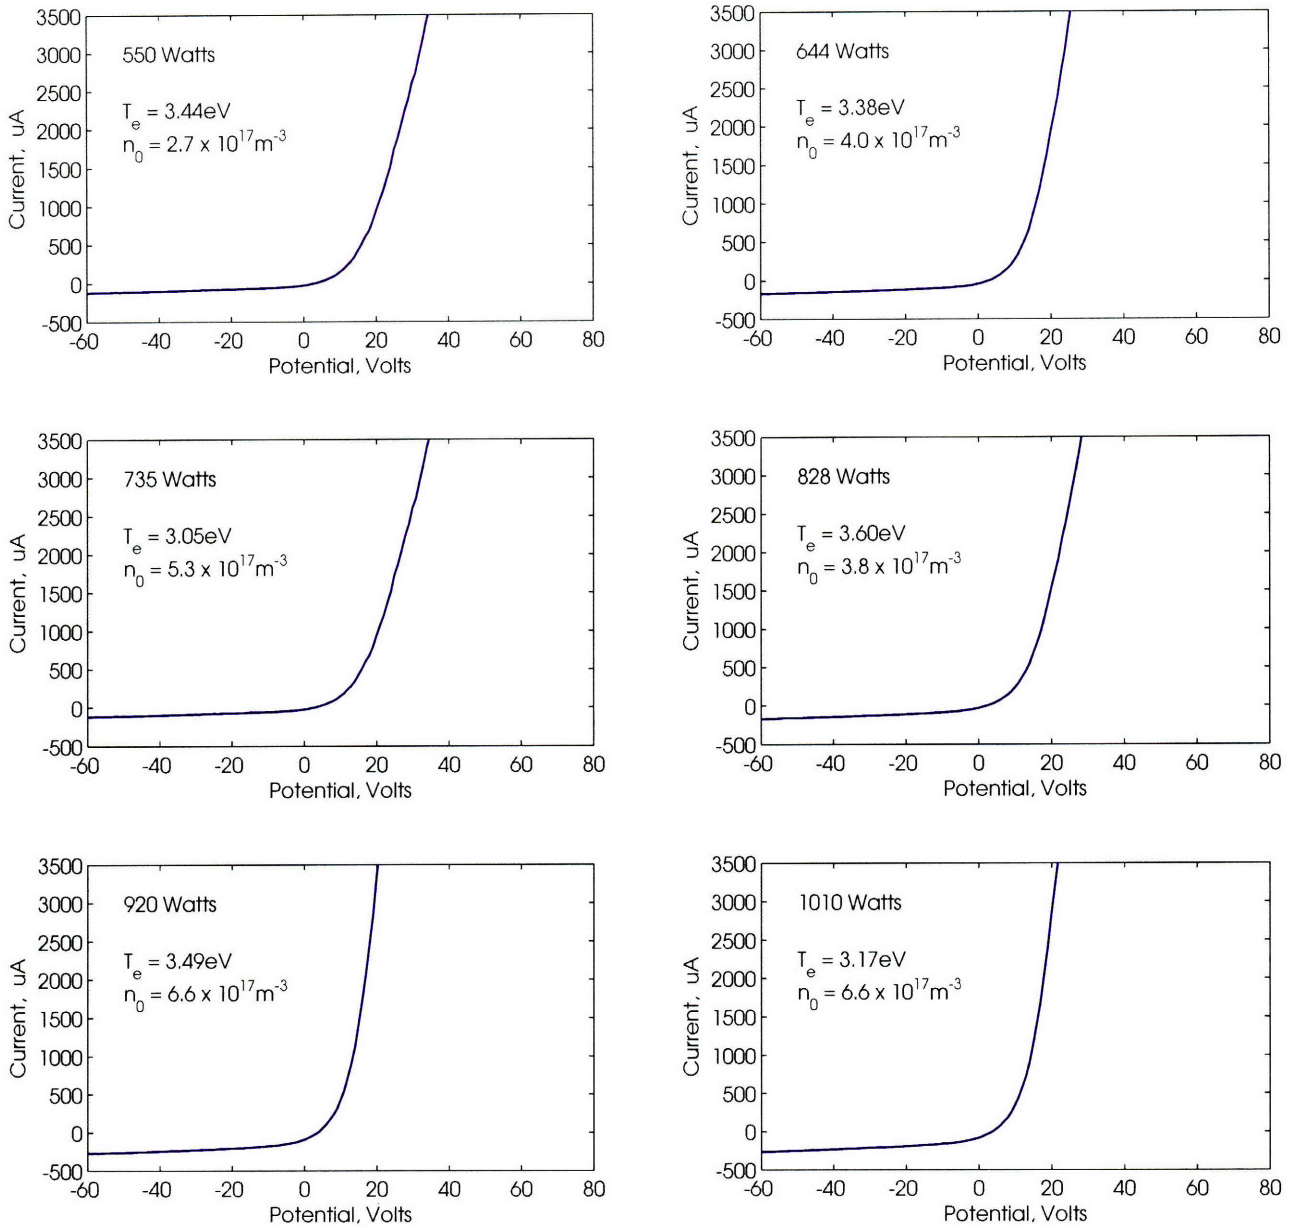 3500
3000
2500
2000
1500
1000
500
0
-500
Current, uA
550 Watts
T_e = 3.44eV
n_0 = 2.7 x 10^17m^-3
-60 -40 -20 0 20 40 60 80
Potential, Volts
3500
3000
2500
2000
1500
1000
500
0
-500
Current, uA
644 Watts
T_e = 3.38eV
n_0 = 4.0 x 10^17m^-3
-60 -40 -20 0 20 40 60 80
Potential, Volts
3500
3000
2500
2000
1500
1000
500
0
-500
Current, uA
735 Watts
T_e = 3.05eV
n_0 = 5.3 x 10^17m^-3
-60 -40 -20 0 20 40 60 80
Potential, Volts
3500
3000
2500
2000
1500
1000
500
0
-500
Current, uA
828 Watts
T_e = 3.60eV
n_0 = 3.8 x 10^17m^-3
-60 -40 -20 0 20 40 60 80
Potential, Volts
3500
3000
2500
2000
1500
1000
500
0
-500
Current, uA
920 Watts
T_e = 3.49eV
n_0 = 6.6 x 10^17m^-3
-60 -40 -20 0 20 40 60 80
Potential, Volts
3500
3000
2500
2000
1500
1000
500
0
-500
Current, uA
1010 Watts
T_e = 3.17eV
n_0 = 6.6 x 10^17m^-3
-60 -40 -20 0 20 40 60 80
Potential, Volts